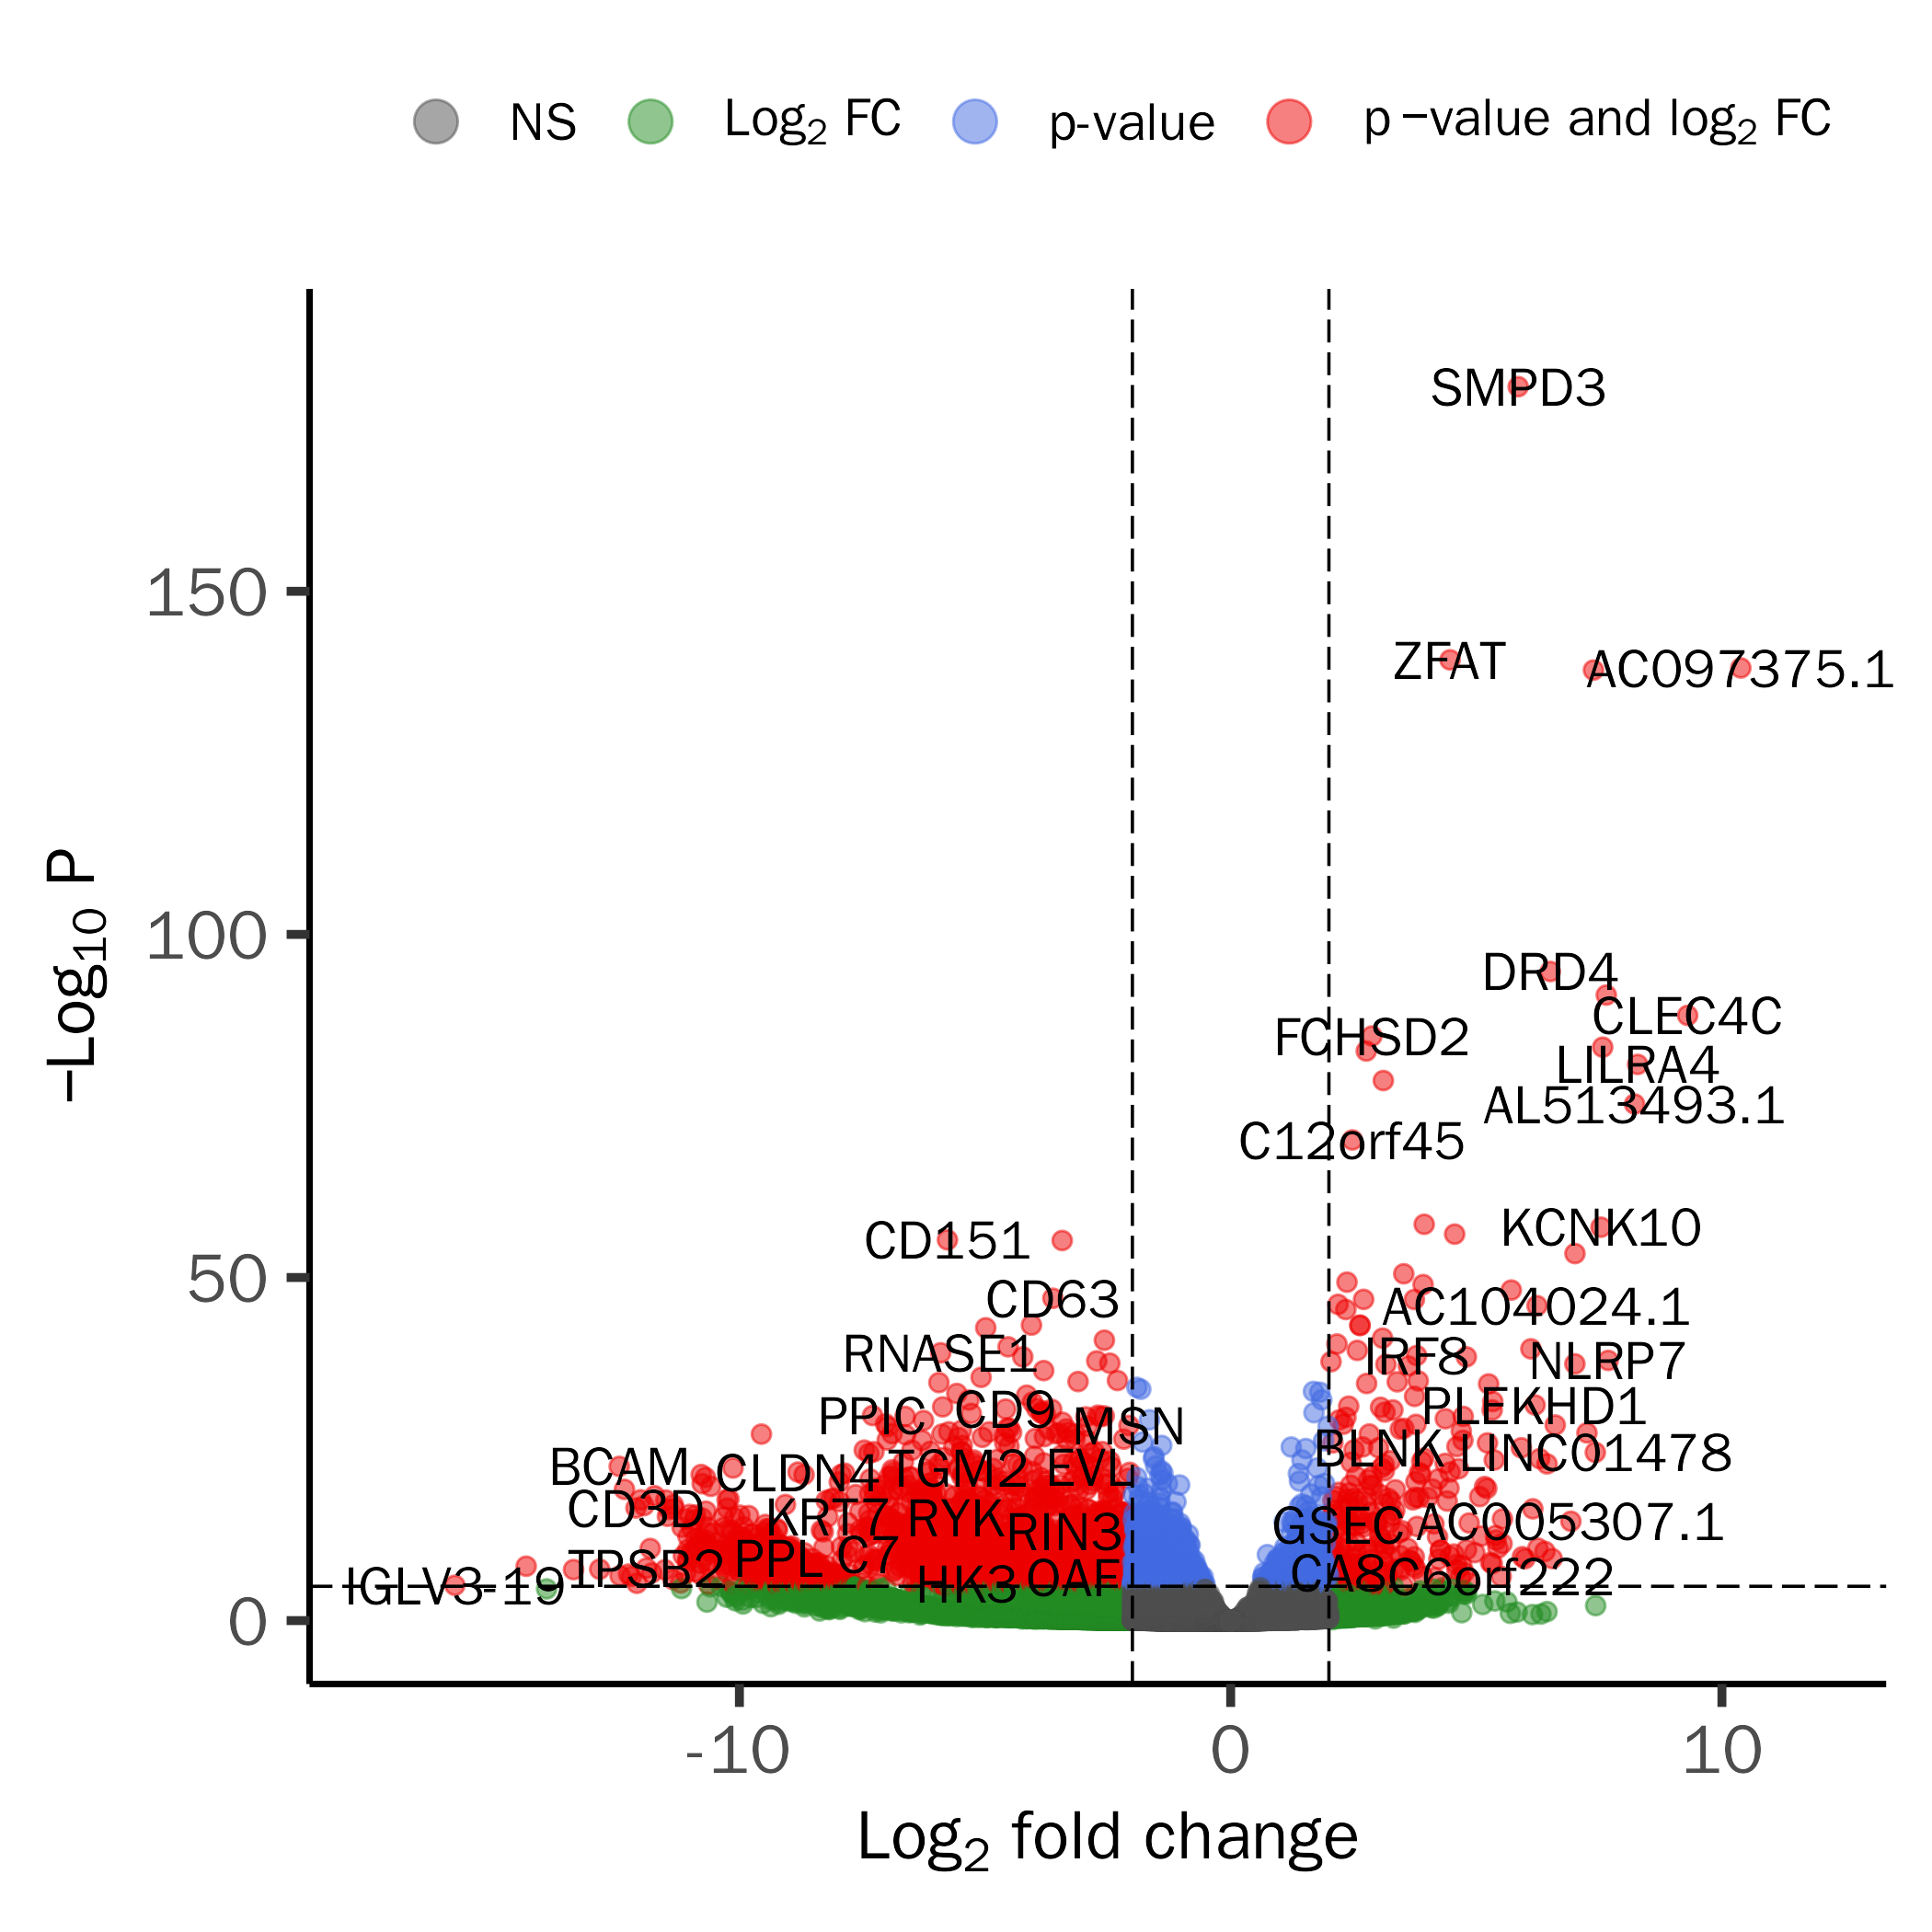 NS Log2 FC p-value p −value and log2 FC
SMPD3
150
ZFAT AC097375.1
−Log10 P
100
DRD4
CLEC4C
FCHSD2
LILRA4
AL513493.1
C12orf45
KCNK10
CD151
50
CD63 AC104024.1
RNASE1 IRF8 NLRP7
PPIC CD9 MSN PLEKHD1
BCAM CLDN4 TGM2 EVL BLNK LINC01478
CD3D KRT7 RYK RIN3 GSEC AC005307.1
TPSB2 PPL C7
IGLV3-19 HK3 OAF CA8 C6orf222
0
-10 0 10
Log2 fold change